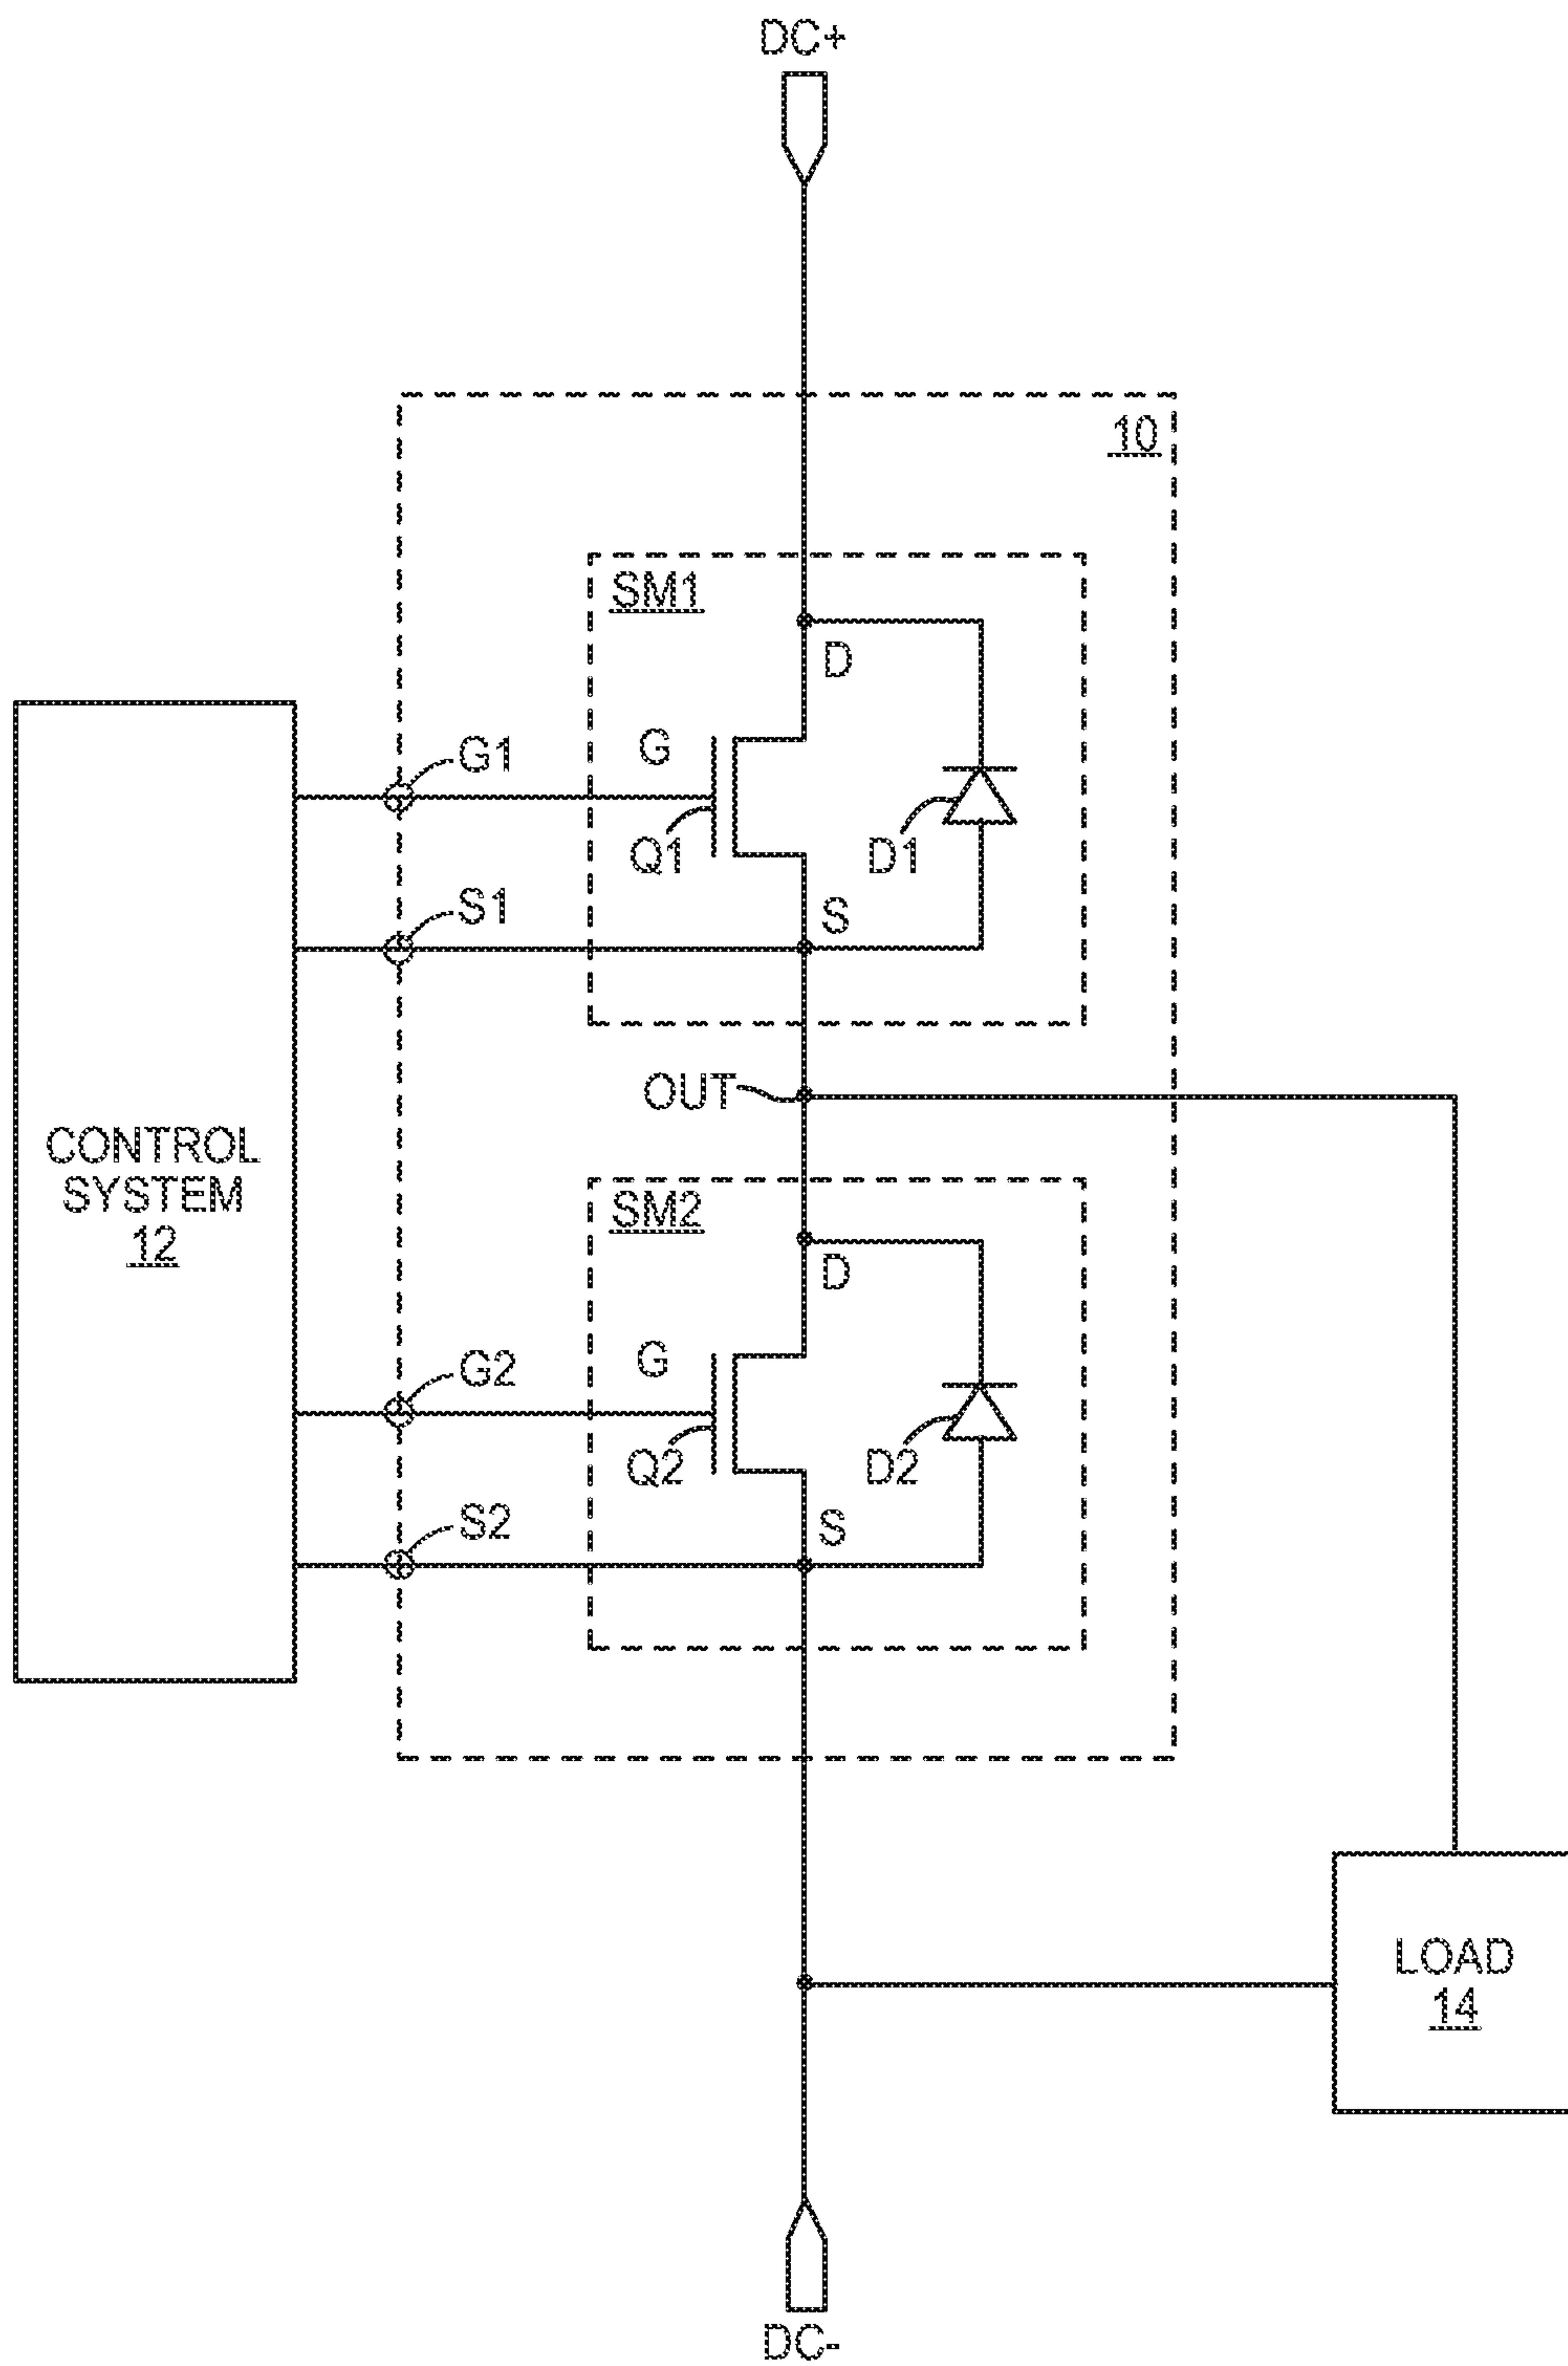 DC+
10
SM1
D
G
G1
Q1
D1
S1
S
OUT
CONTROL
SYSTEM
12
SM2
D
G
G2
Q2
D2
S2
S
LOAD
14
DC-